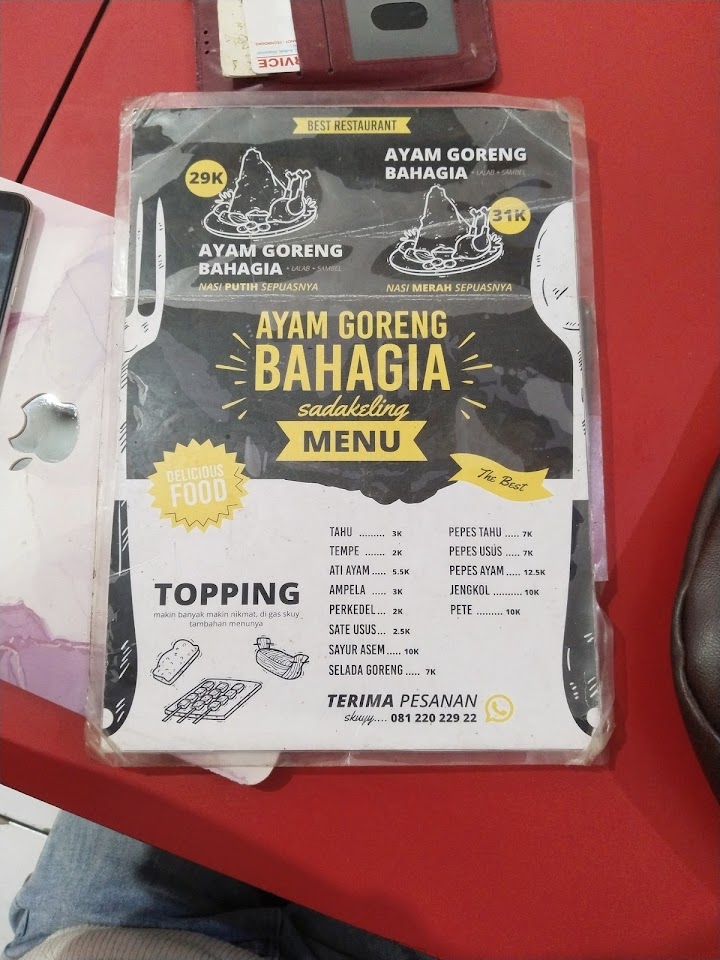 RVICE
BEST RESTAURANT
29K
AYAM GORENG
BAHAGIA + LALAB + SAMBEL
NASI PUTIH SEPUASNYA
AYAM GORENG
BAHAGIA + LALAB + SAMBEL
31K
NASI MERAH SEPUASNYA
AYAM GORENG
BAHAGIA
sadakeling
MENU
DELICIOUS
FOOD
The Best
TOPPING
makin banyak makin nikmat, di gas skuy
tambahan menunya
TAHU ......... 3K
TEMPE ....... 2K
ATI AYAM ..... 5.5K
AMPELA ... 3K
PERKEDEL... 2K
SATE USUS... 2.5K
SAYUR ASEM..... 10K
SELADA GORENG ..... 7K
PEPES TAHU ..... 7K
PEPES USUS ..... 7K
PEPES AYAM ..... 12.5K
JENGKOL .......... 10K
PETE ......... 10K
TERIMA PESANAN
skuyy.... 081 220 229 22